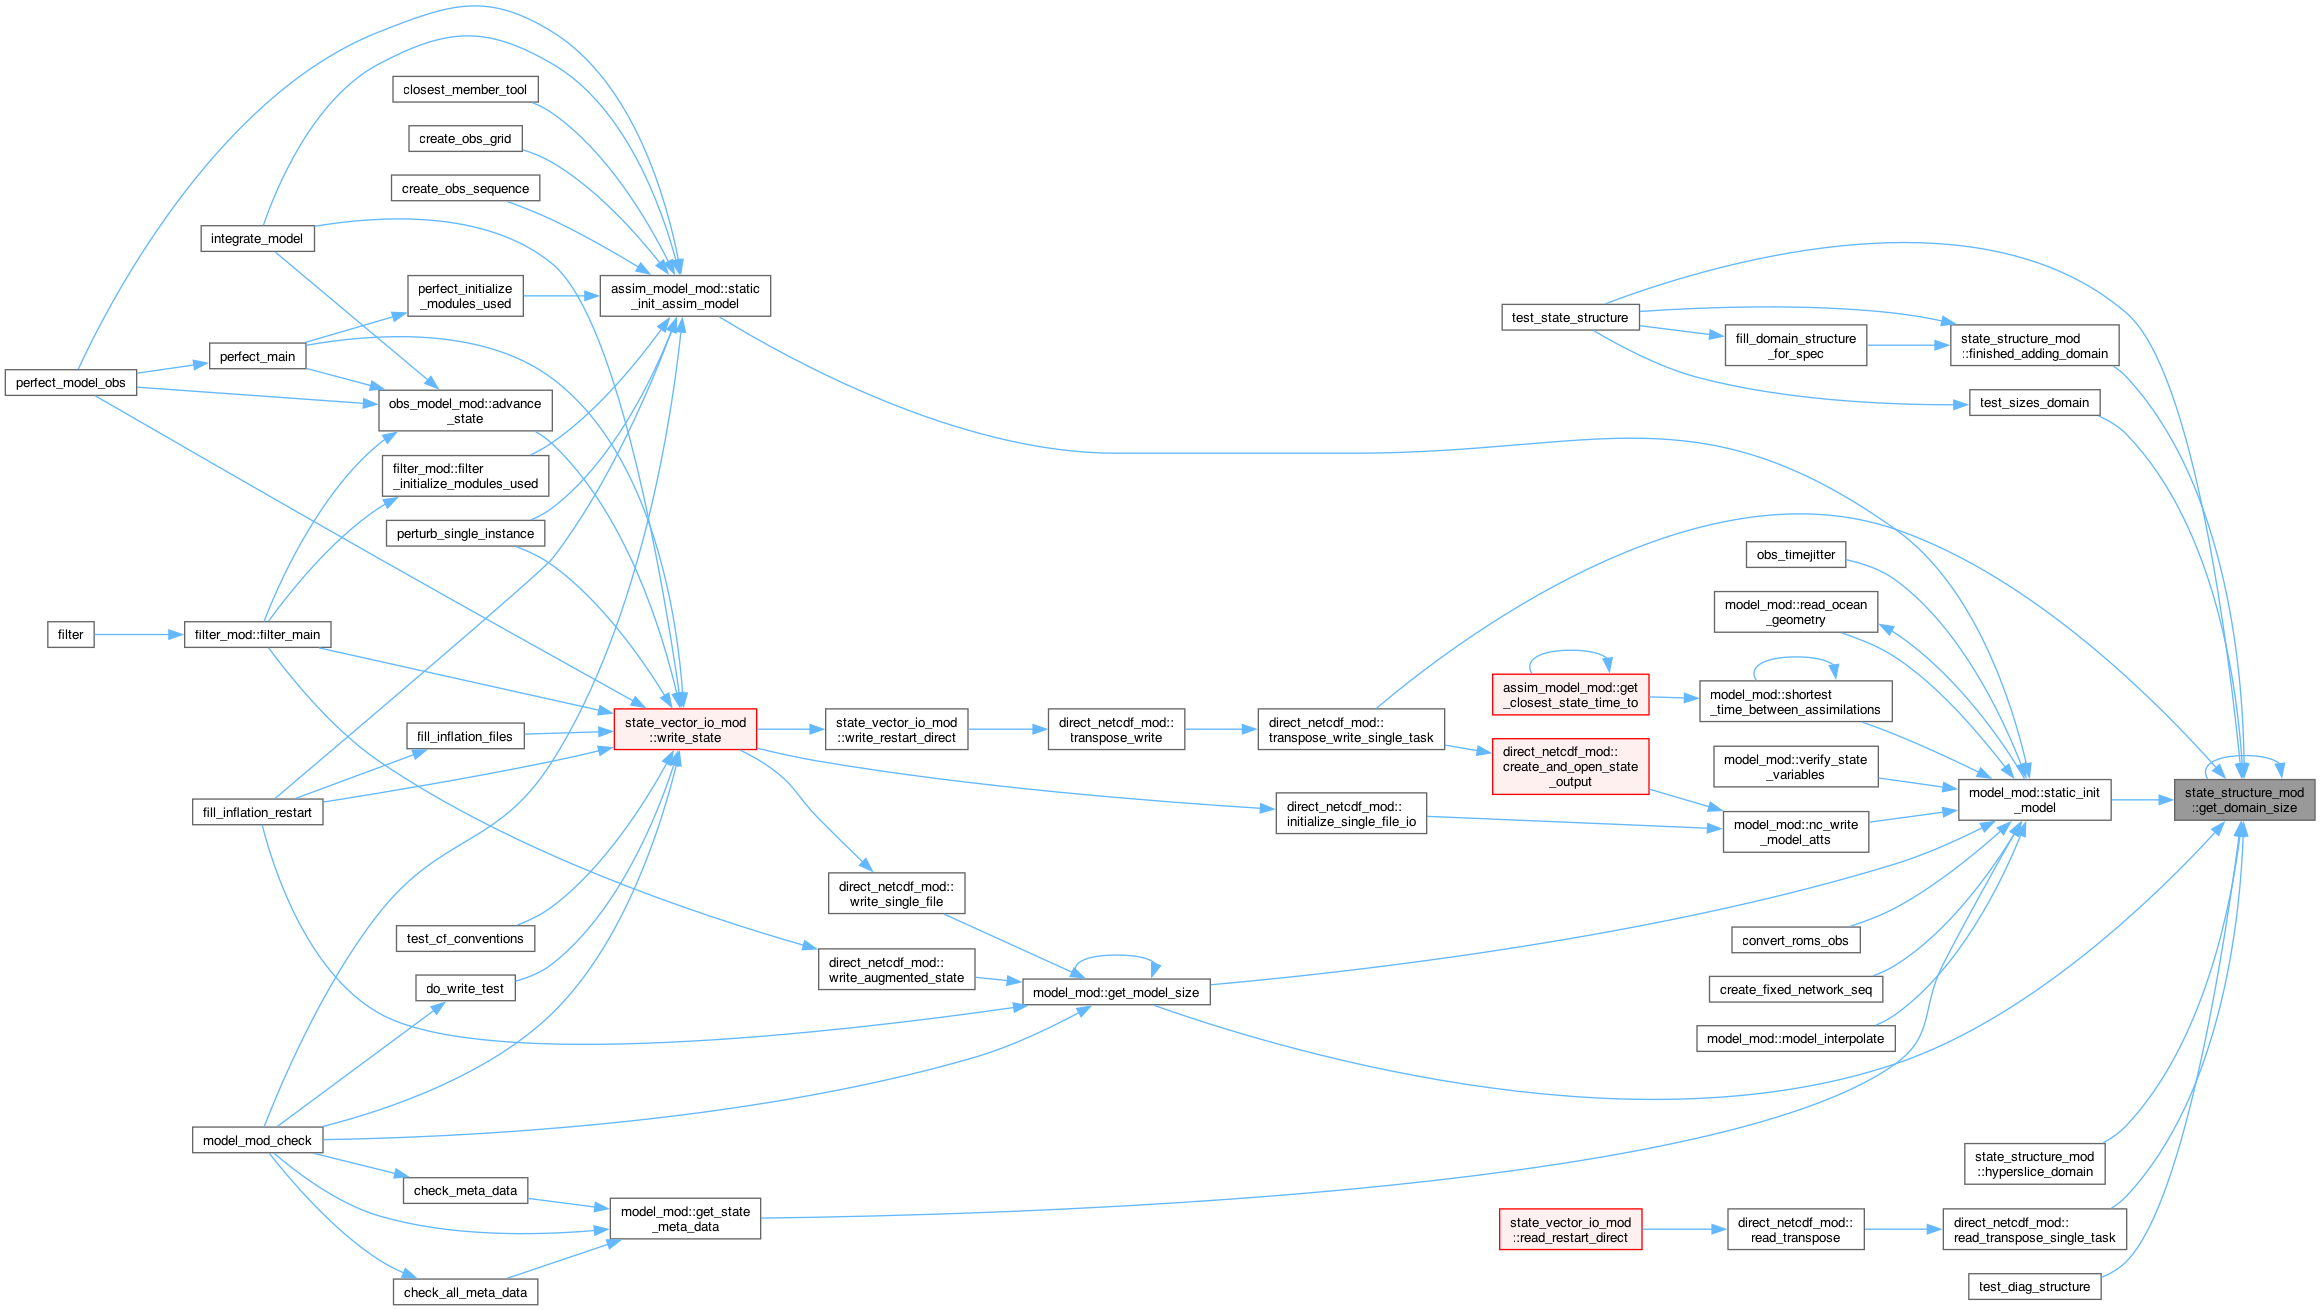 closest_member_tool
create_obs_grid
create_obs_sequence
integrate_model
perfect_initialize
_modules_used
assim_model_mod::static
_init_assim_model
perfect_main
perfect_model_obs
obs_model_mod::advance
_state
filter_mod::filter
_initialize_modules_used
perturb_single_instance
filter
filter_mod::filter_main
fill_inflation_files
fill_inflation_restart
state_vector_io_mod
::write_state
state_vector_io_mod
::write_restart_direct
direct_netcdf_mod::
transpose_write
direct_netcdf_mod::
transpose_write_single_task
direct_netcdf_mod::
create_and_open_state
_output
direct_netcdf_mod::
initialize_single_file_io
direct_netcdf_mod::
write_single_file
direct_netcdf_mod::
write_augmented_state
model_mod::get_model_size
test_cf_conventions
do_write_test
model_mod_check
check_meta_data
model_mod::get_state
_meta_data
check_all_meta_data
test_state_structure
fill_domain_structure
_for_spec
state_structure_mod
::finished_adding_domain
test_sizes_domain
obs_timejitter
model_mod::read_ocean
_geometry
assim_model_mod::get
_closest_state_time_to
model_mod::shortest
_time_between_assimilations
model_mod::verify_state
_variables
model_mod::nc_write
_model_atts
model_mod::static_init
_model
state_structure_mod
::get_domain_size
convert_roms_obs
create_fixed_network_seq
model_mod::model_interpolate
state_structure_mod
::hyperslice_domain
state_vector_io_mod
::read_restart_direct
direct_netcdf_mod::
read_transpose
direct_netcdf_mod::
read_transpose_single_task
test_diag_structure